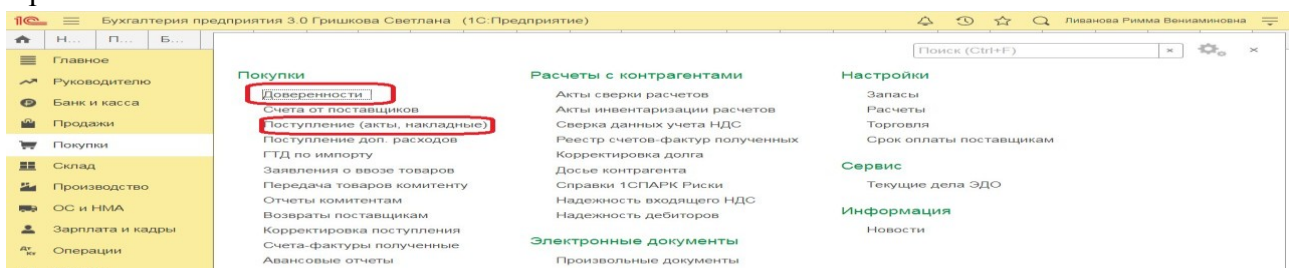 1С Бухгалтерия предприятия 3.0 Гришкова Светлана (1С:Предприятие) Ливанова Римма Вениаминовна
Н... П... Б...
Поиск (Ctrl+F) × ×
Главное
Руководителю
Банк и касса
Продажи
Покупки
Склад
Производство
ОС и НМА
Зарплата и кадры
Дт Кт Операции
Покупки
Доверенности
Счета от поставщиков
Поступление (акты, накладные)
Поступление доп. расходов
ГТД по импорту
Заявления о ввозе товаров
Передача товаров комитенту
Отчеты комитентам
Возвраты поставщикам
Корректировка поступления
Счета-фактуры полученные
Авансовые отчеты
Расчеты с контрагентами
Акты сверки расчетов
Акты инвентаризации расчетов
Сверка данных учета НДС
Реестр счетов-фактур полученных
Корректировка долга
Досье контрагента
Справки 1СПАРК Риски
Надежность входящего НДС
Надежность дебиторов
Электронные документы
Произвольные документы
Настройки
Запасы
Расчеты
Торговля
Срок оплаты поставщикам
Сервис
Текущие дела ЭДО
Информация
Новости